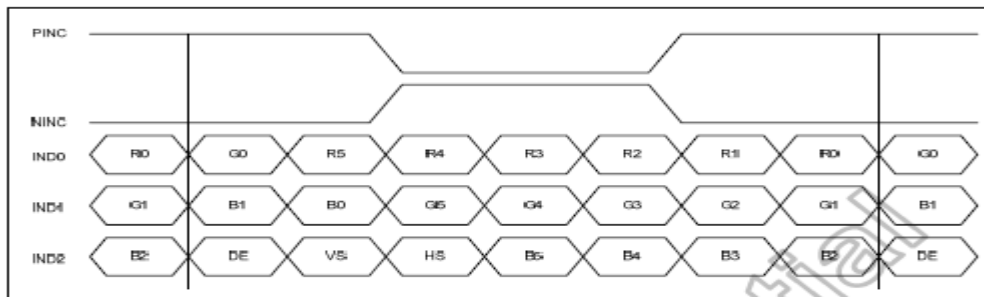 PINC
NINC
IND0 R0 G0 R5 R4 R3 R2 R1 R0 G0
IND1 G1 B1 B0 G5 G4 G3 G2 G1 B1
IND2 B2 DE VS HS B5 B4 B3 B2 DE
tial